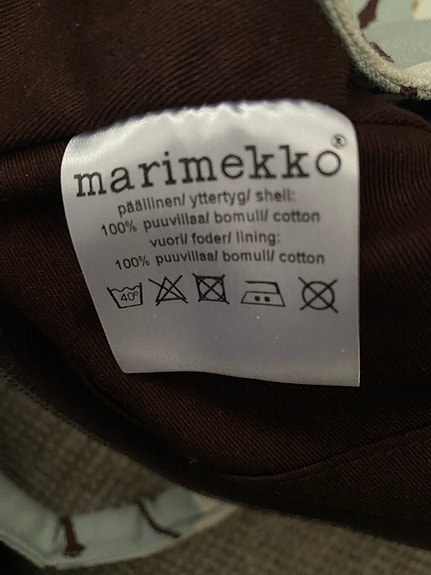 marimekko®
päällinen/ yttertyg/ shell:
100% puuvillaa/ bomull/ cotton
vuori/ foder/ lining:
100% puuvillaa/ bomull/ cotton
40°